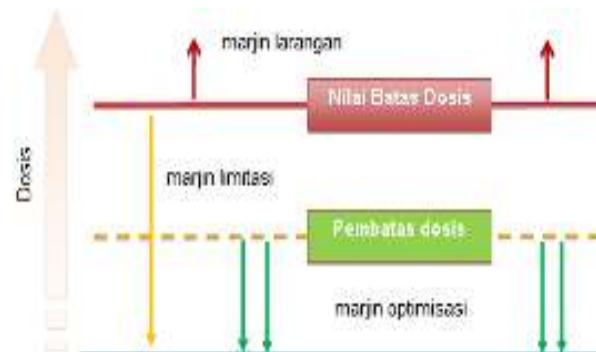 marjin larangan
Nilai Batas Dosis
marjin limitasi
Dosis
Pembatas dosis
marjin optimisasi